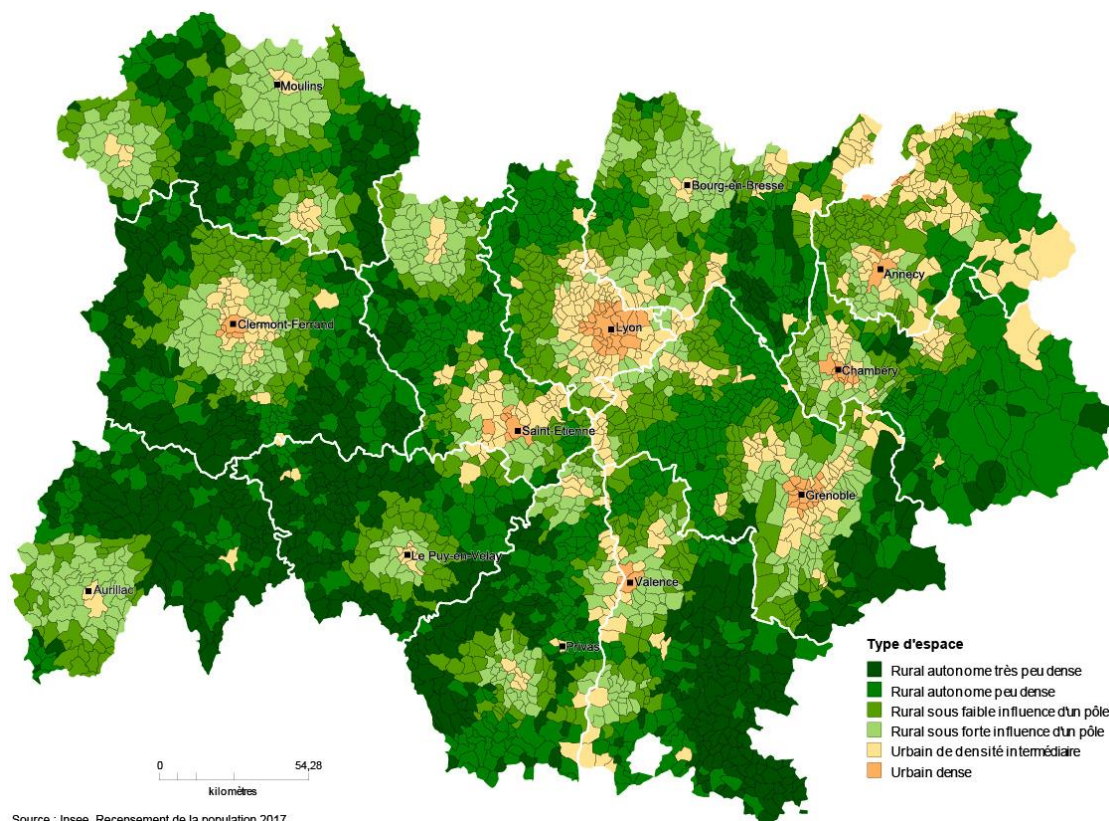 Moulins
Bourg-en-Bresse
Annecy
Clermont-Ferrand
Lyon
Chambéry
Saint-Etienne
Grenoble
Le Puy-en-Velay
Valence
Aurillac
Privas
Type d'espace
Rural autonome très peu dense
Rural autonome peu dense
Rural sous faible influence d'un pôle
Rural sous forte influence d'un pôle
Urbain de densité intermédiaire
Urbain dense
0 54,28
kilomètres
Source : Insee, Recensement de la population 2017